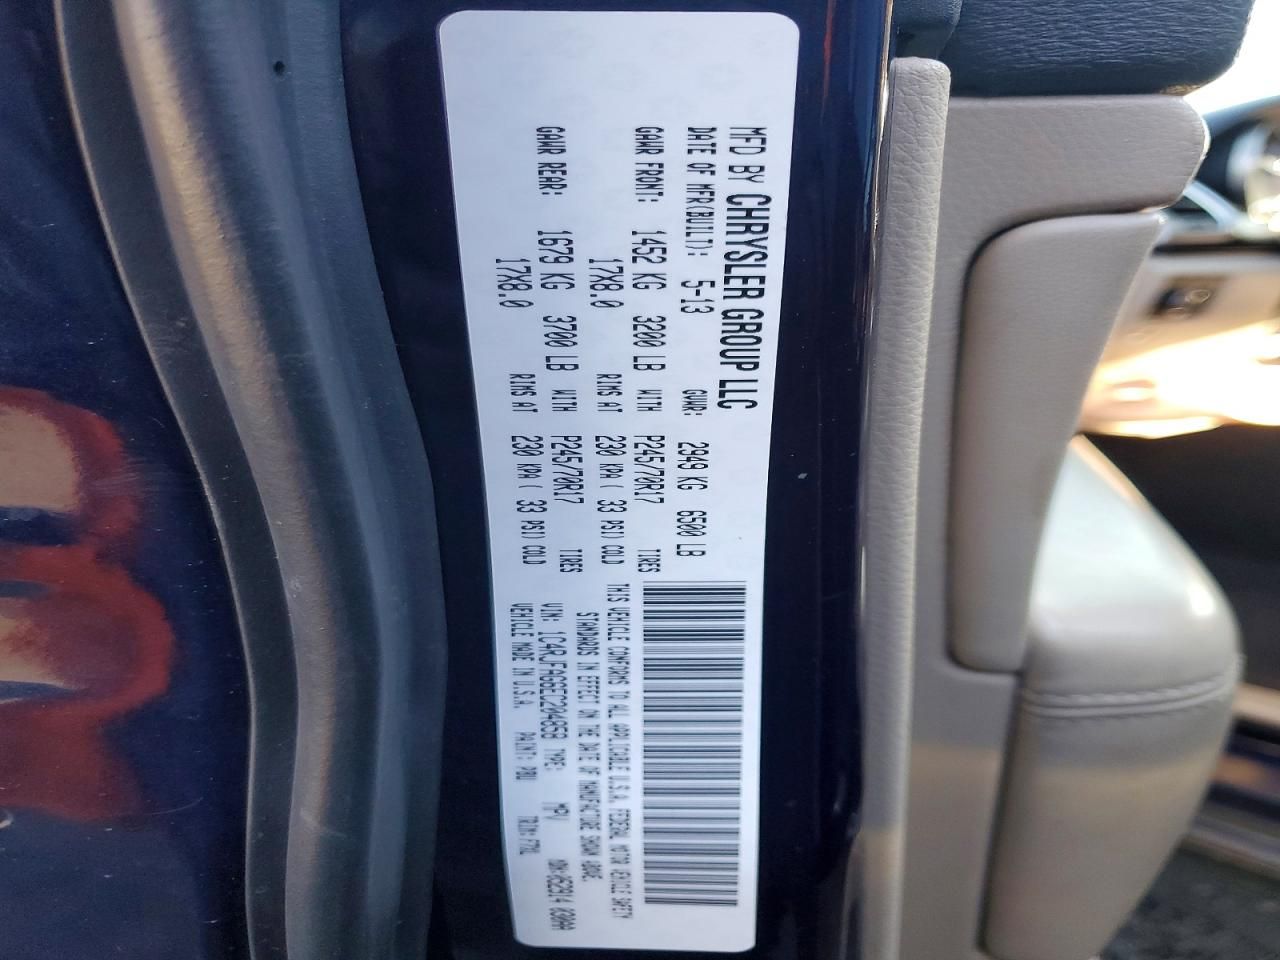 MFD BY CHRYSLER GROUP LLC
DATE OF MFR(BUILT): 5-13 GVWR: 2949 KG 6500 LB
GAWR FRONT: 1452 KG 3200 LB WITH P245/70R17 TIRES
17X8.0 RIMS AT 230 KPA ( 33 PSI) COLD
GAWR REAR: 1679 KG 3700 LB WITH P245/70R17 TIRES
17X8.0 RIMS AT 230 KPA ( 33 PSI) COLD
THIS VEHICLE CONFORMS TO ALL APPLICABLE U.S.A. FEDERAL MOTOR VEHICLE SAFETY
STANDARDS IN EFFECT ON THE DATE OF MANUFACTURE SHOWN ABOVE.
VIN: 1C4RJFAG6EC204858 TYPE: MPV
VEHICLE MADE IN U.S.A. PAINT: PBU TRIM: F7XL